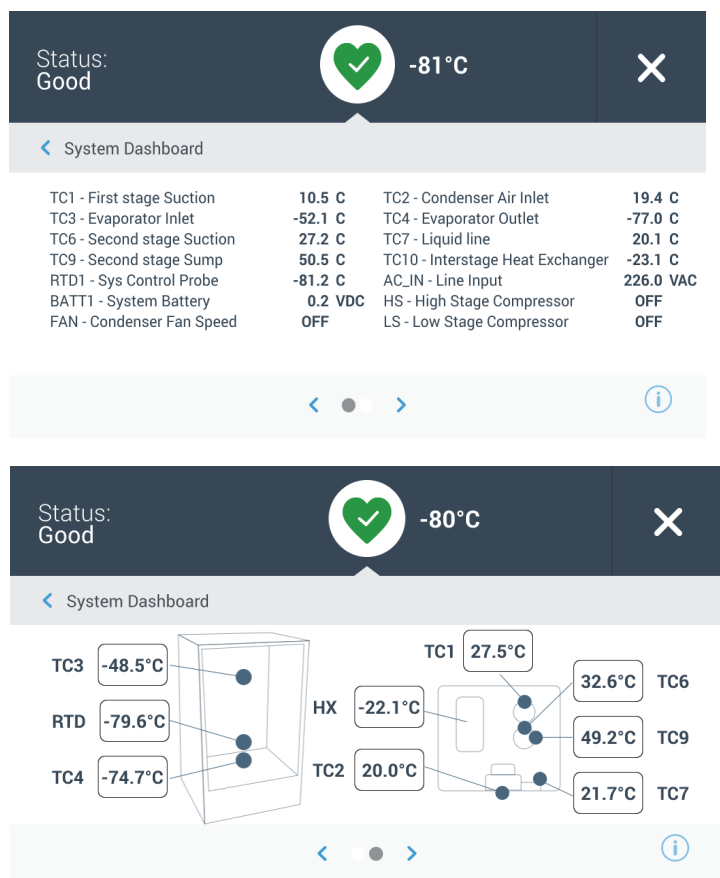 Status:
Good
-81°C
System Dashboard
TC1 - First stage Suction 10.5 C TC2 - Condenser Air Inlet 19.4 C
TC3 - Evaporator Inlet -52.1 C TC4 - Evaporator Outlet -77.0 C
TC6 - Second stage Suction 27.2 C TC7 - Liquid line 20.1 C
TC9 - Second stage Sump 50.5 C TC10 - Interstage Heat Exchanger -23.1 C
RTD1 - Sys Control Probe -81.2 C AC_IN - Line Input 226.0 VAC
BATT1 - System Battery 0.2 VDC HS - High Stage Compressor OFF
FAN - Condenser Fan Speed OFF LS - Low Stage Compressor OFF
i
Status:
Good
-80°C
System Dashboard
TC3 -48.5°C
RTD -79.6°C
TC4 -74.7°C
TC1 27.5°C
HX -22.1°C
TC2 20.0°C
32.6°C TC6
49.2°C TC9
21.7°C TC7
i